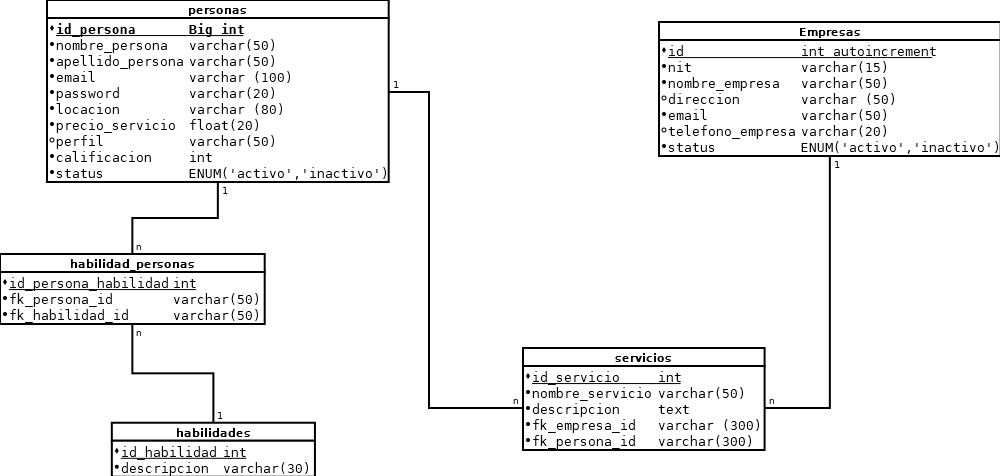 personas
id_persona Big int
nombre_persona varchar(50)
apellido_persona varchar(50)
email varchar (100)
password varchar(20)
locacion varchar (80)
precio_servicio float(20)
perfil varchar(50)
calificacion int
status ENUM('activo','inactivo')
1
1
Empresas
id int autoincrement
nit varchar(15)
nombre_empresa varchar(50)
direccion varchar (50)
email varchar(50)
telefono_empresa varchar(20)
status ENUM('activo','inactivo')
1
n
habilidad_personas
id_persona_habilidad int
fk_persona_id varchar(50)
fk_habilidad_id varchar(50)
n
1
habilidades
id_habilidad int
descripcion varchar(30)
servicios
id_servicio int
nombre_servicio varchar(50)
descripcion text
fk_empresa_id varchar (300)
fk_persona_id varchar(300)
n
n